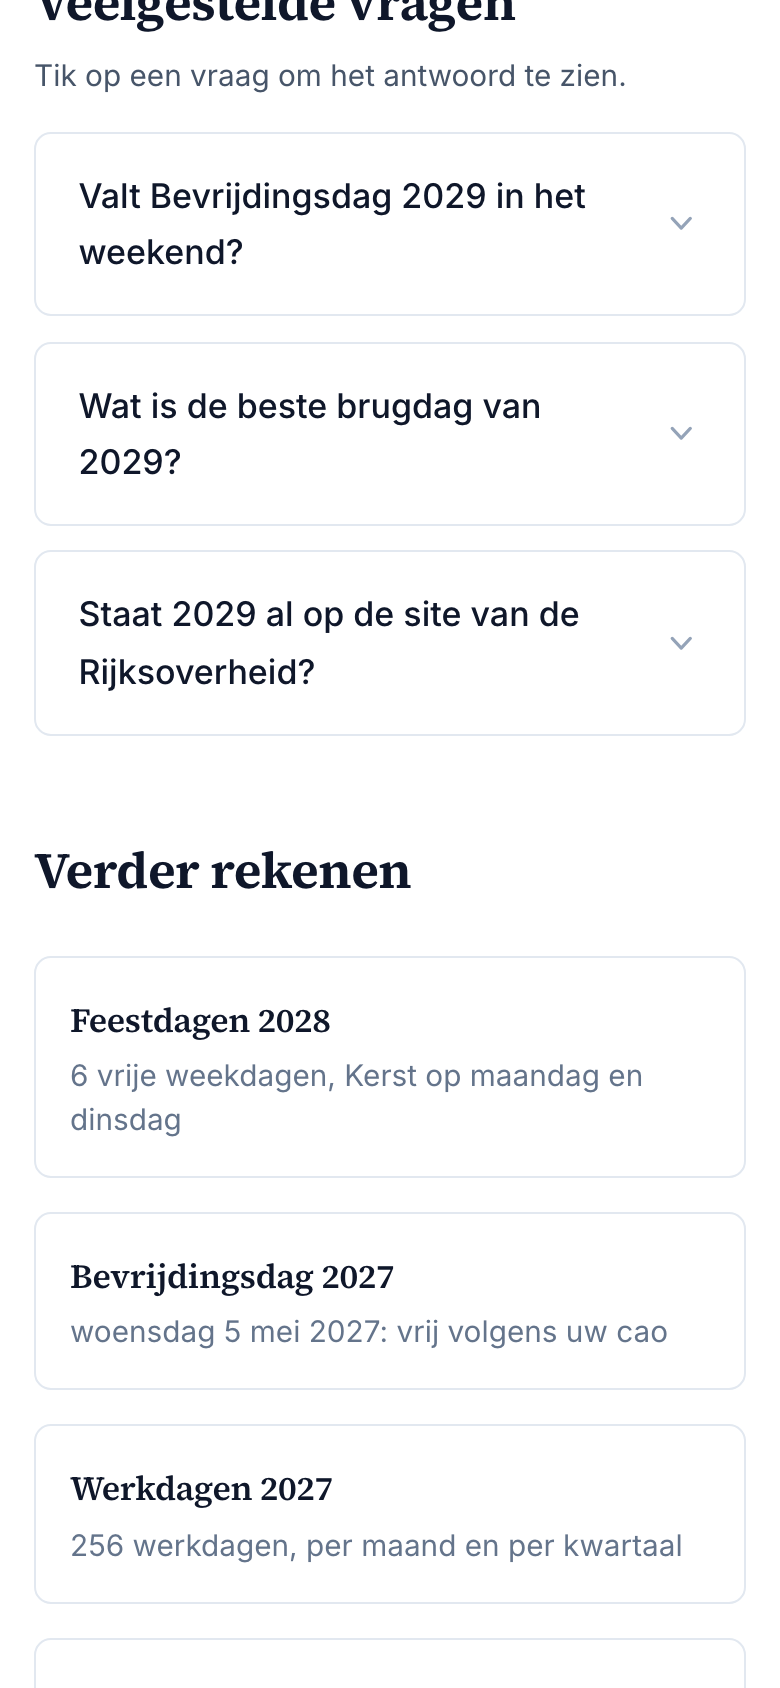 Veelgestelde vragen
Tik op een vraag om het antwoord te zien.
Valt Bevrijdingsdag 2029 in het
weekend?
Wat is de beste brugdag van
2029?
Staat 2029 al op de site van de
Rijksoverheid?
Verder rekenen
Feestdagen 2028
6 vrije weekdagen, Kerst op maandag en
dinsdag
Bevrijdingsdag 2027
woensdag 5 mei 2027: vrij volgens uw cao
Werkdagen 2027
256 werkdagen, per maand en per kwartaal